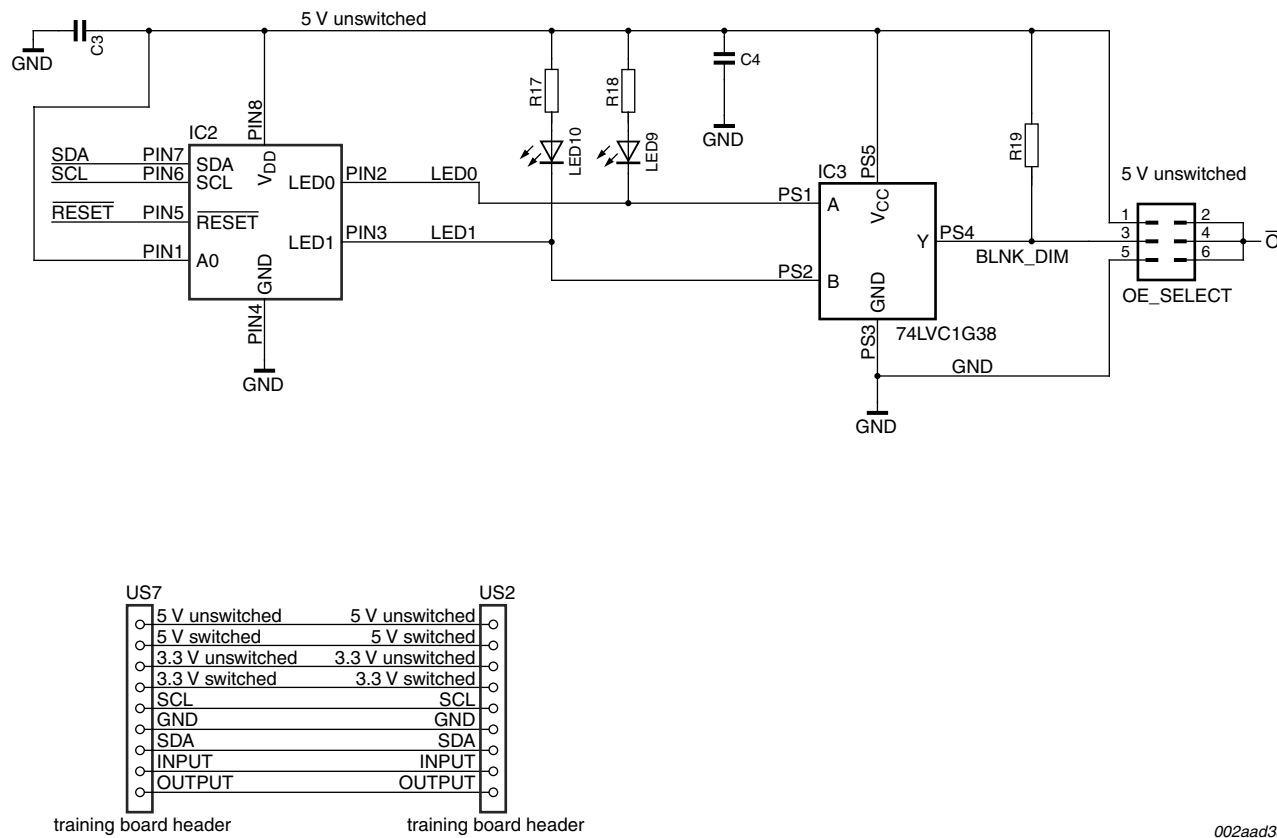 5 V unswitched
C3
GND
R17
R18
C4
GND
R19
PIN8
IC2
LED10
LED9
SDA PIN7 SDA
SCL PIN6 SCL
VDD
LED0 PIN2 LED0
RESET PIN5 RESET
LED1 PIN3 LED1
PIN1 A0
GND
PIN4
GND
IC3
PS5
PS1 A
VCC
Y PS4
BLNK_DIM
PS2 B
GND
PS3
74LVC1G38
GND
GND
5 V unswitched
1 2
3 4
5 6
OE_SELECT
US7 US2
5 V unswitched 5 V unswitched
5 V switched 5 V switched
3.3 V unswitched 3.3 V unswitched
3.3 V switched 3.3 V switched
SCL SCL
GND GND
SDA SDA
INPUT INPUT
OUTPUT OUTPUT
training board header training board header
002aad3